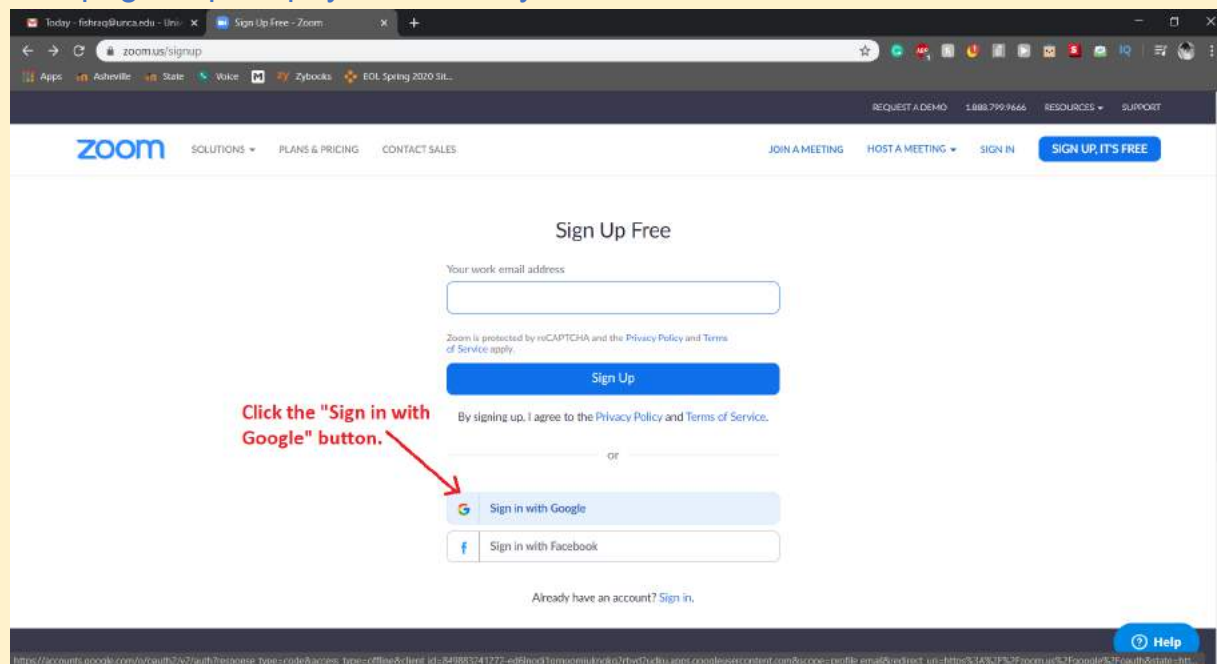 Today - fishraq@unca.edu - Uni
Sign Up Free - Zoom
zoom.us/signup
Apps
Asheville
State
Voice
Zybooks
EOL Spring 2020 Sit...
REQUEST A DEMO
1.888.799.9666
RESOURCES
SUPPORT
zoom
SOLUTIONS
PLANS & PRICING
CONTACT SALES
JOIN A MEETING
HOST A MEETING
SIGN IN
SIGN UP, IT'S FREE
Sign Up Free
Your work email address
Zoom is protected by reCAPTCHA and the Privacy Policy and Terms
of Service apply.
Sign Up
Click the "Sign in with
Google" button.
By signing up, I agree to the Privacy Policy and Terms of Service.
or
G Sign in with Google
f Sign in with Facebook
Already have an account? Sign in.
Help